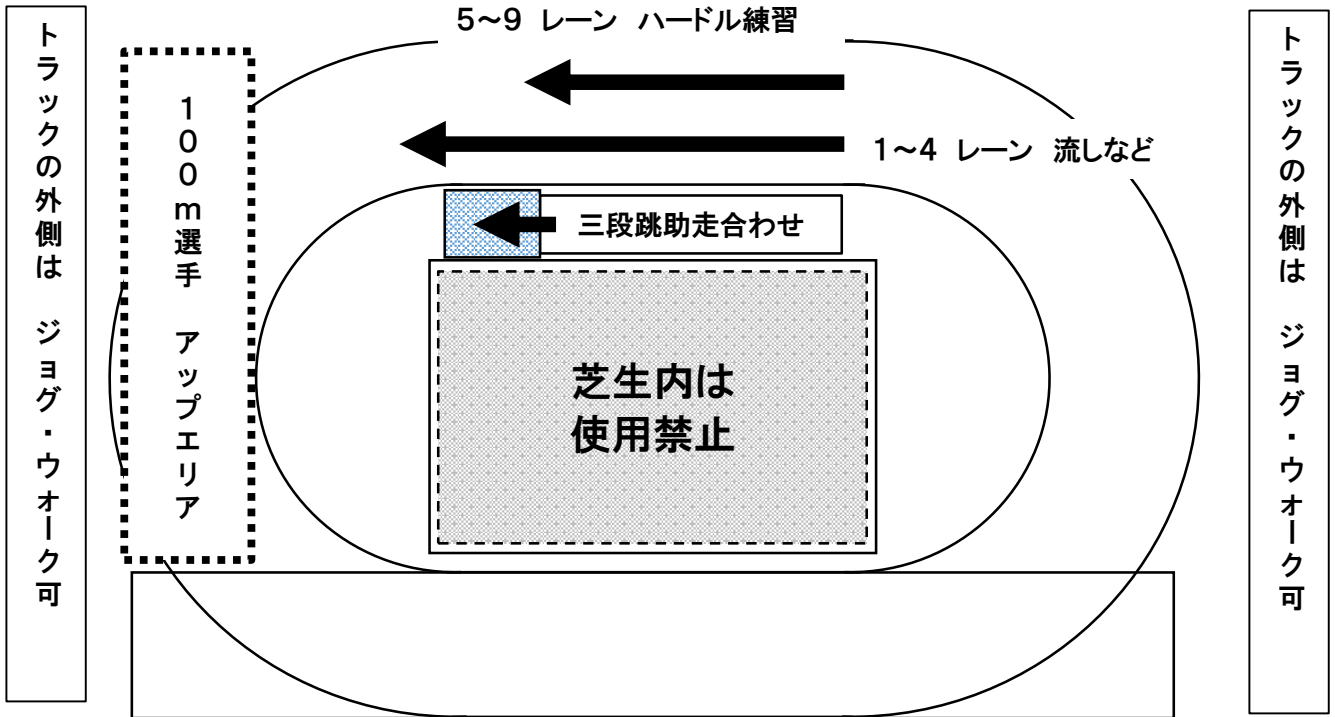 5~9 レーン ハードル練習
トラックの外側は ジョグ・ウオーク可
100m選手 アップエリア
1~4 レーン 流しなど
三段跳助走合わせ
芝生内は
使用禁止
トラックの外側は ジョグ・ウオーク可